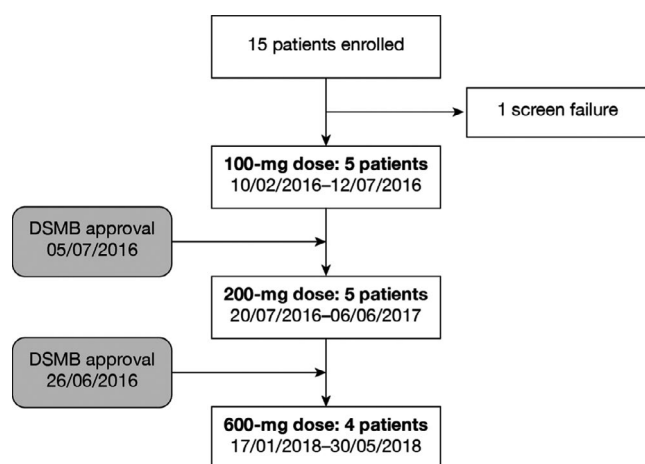 15 patients enrolled
1 screen failure
100-mg dose: 5 patients
10/02/2016–12/07/2016
DSMB approval
05/07/2016
200-mg dose: 5 patients
20/07/2016–06/06/2017
DSMB approval
26/06/2016
600-mg dose: 4 patients
17/01/2018–30/05/2018